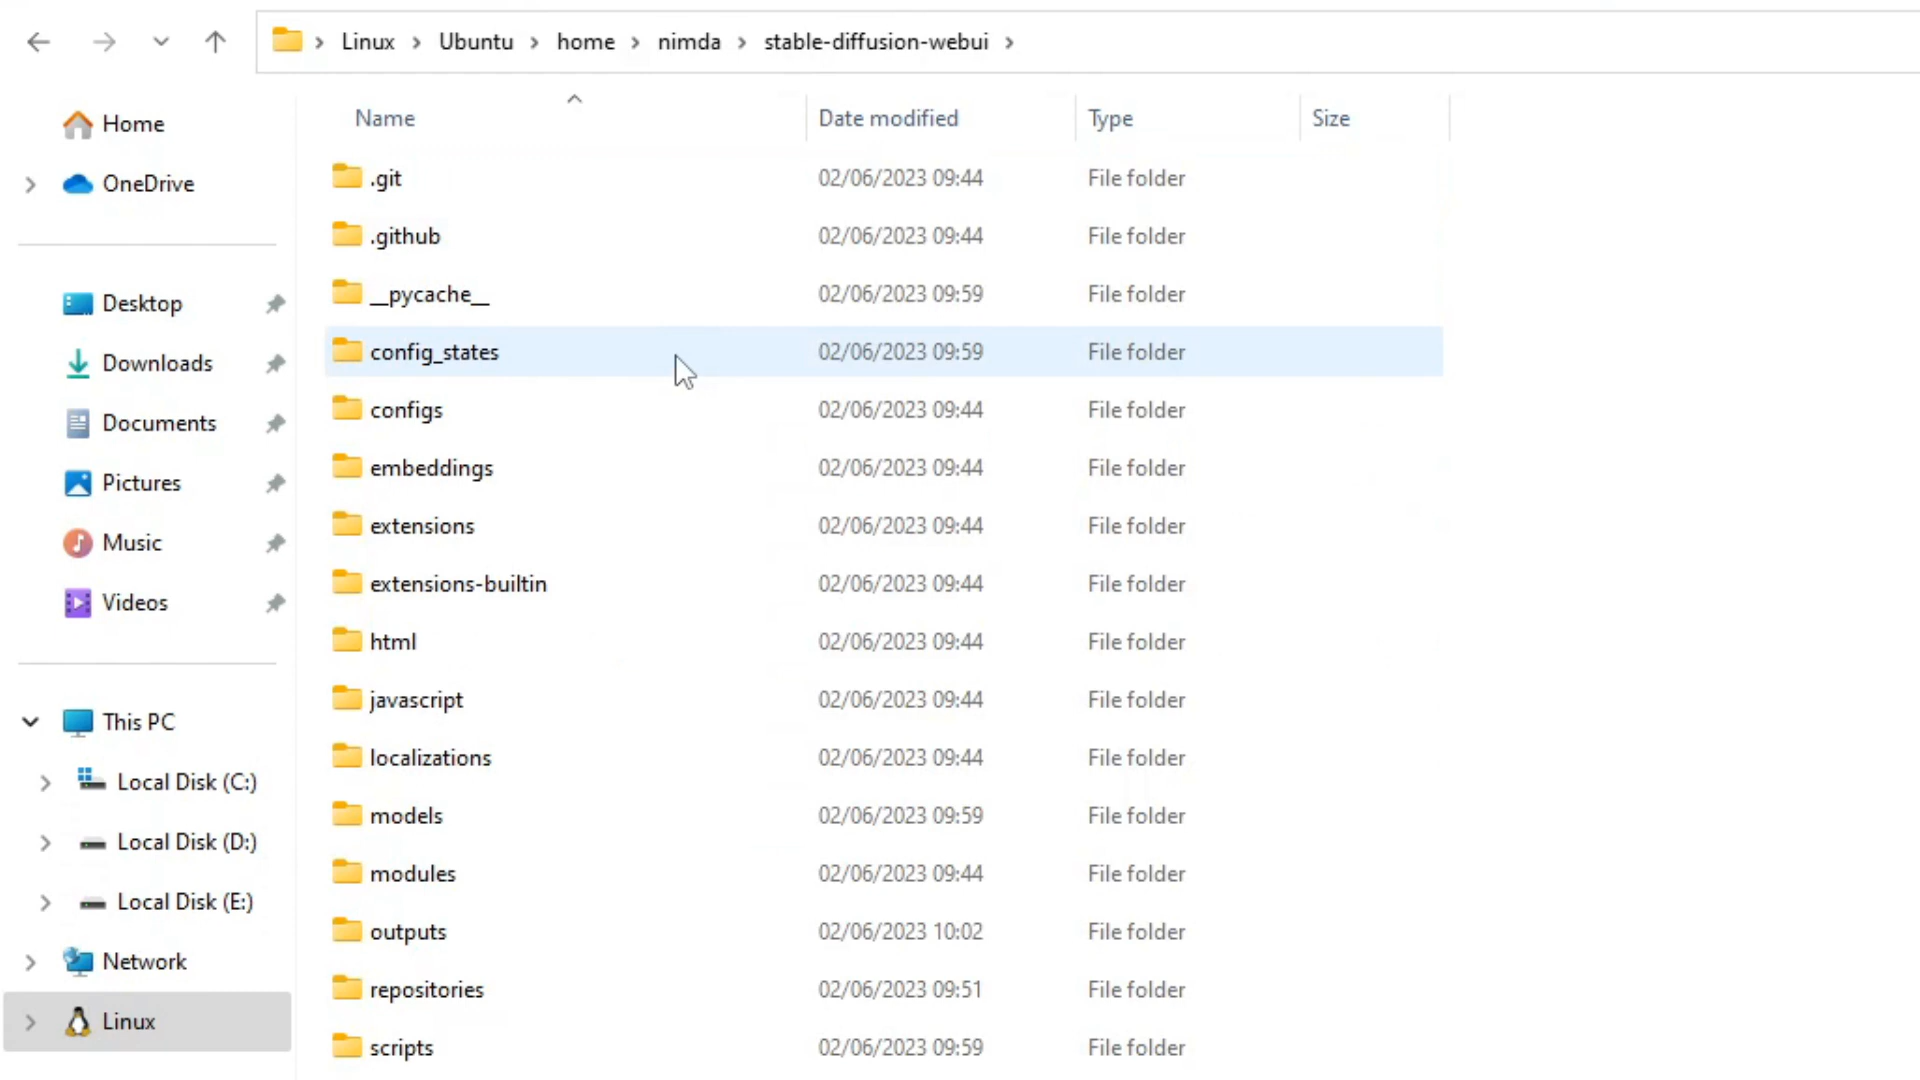 Linux Ubuntu home nimda stable-diffusion-webui
Home
OneDrive
Desktop
Downloads
Documents
Pictures
Music
Videos
This PC
Local Disk (C:)
Local Disk (D:)
Local Disk (E:)
Network
Linux
Name Date modified Type Size
.git 02/06/2023 09:44 File folder
.github 02/06/2023 09:44 File folder
__pycache__ 02/06/2023 09:59 File folder
config_states 02/06/2023 09:59 File folder
configs 02/06/2023 09:44 File folder
embeddings 02/06/2023 09:44 File folder
extensions 02/06/2023 09:44 File folder
extensions-builtin 02/06/2023 09:44 File folder
html 02/06/2023 09:44 File folder
javascript 02/06/2023 09:44 File folder
localizations 02/06/2023 09:44 File folder
models 02/06/2023 09:59 File folder
modules 02/06/2023 09:44 File folder
outputs 02/06/2023 10:02 File folder
repositories 02/06/2023 09:51 File folder
scripts 02/06/2023 09:59 File folder